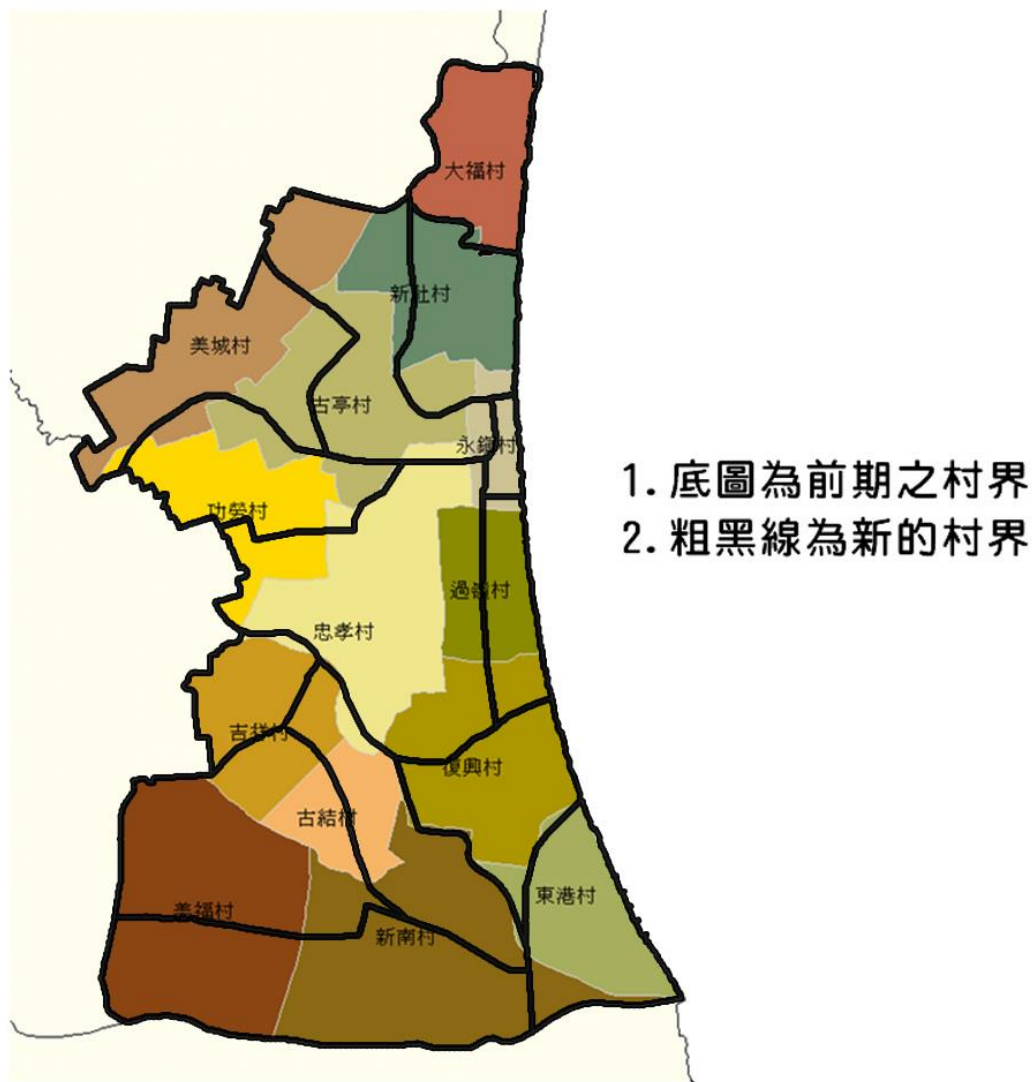 大福村
新壯村
美城村
古亭村
永鎮村
功勞村
過嶺村
忠孝村
吉祥村
復興村
古結村
東港村
美福村
新南村
1. 底圖為前期之村界
2. 粗黑線為新的村界